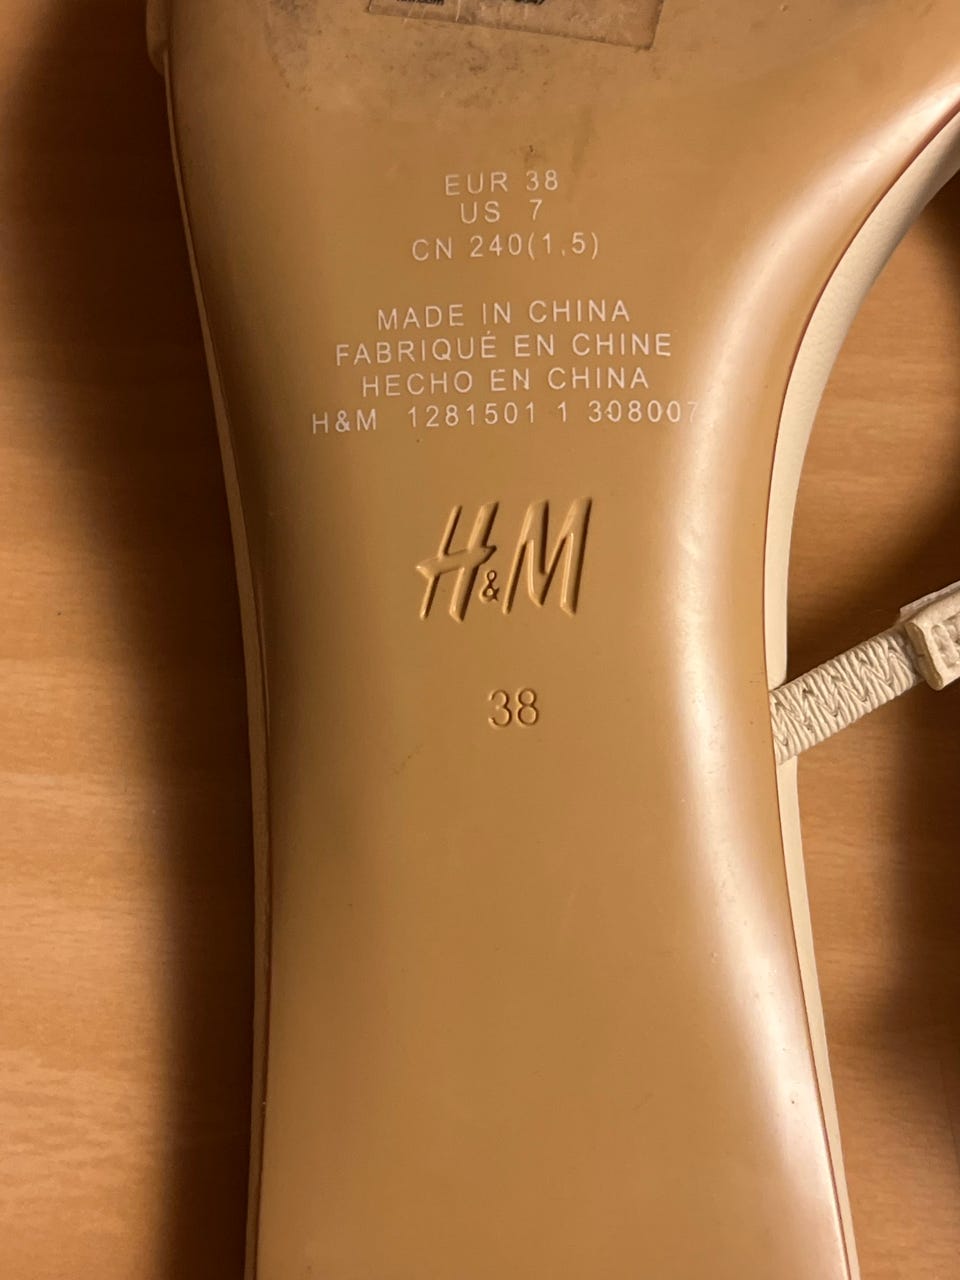 EUR 38
US 7
CN 240(1,5)
MADE IN CHINA
FABRIQUÉ EN CHINE
HECHO EN CHINA
H&M 1281501 1 308007
H&M
38